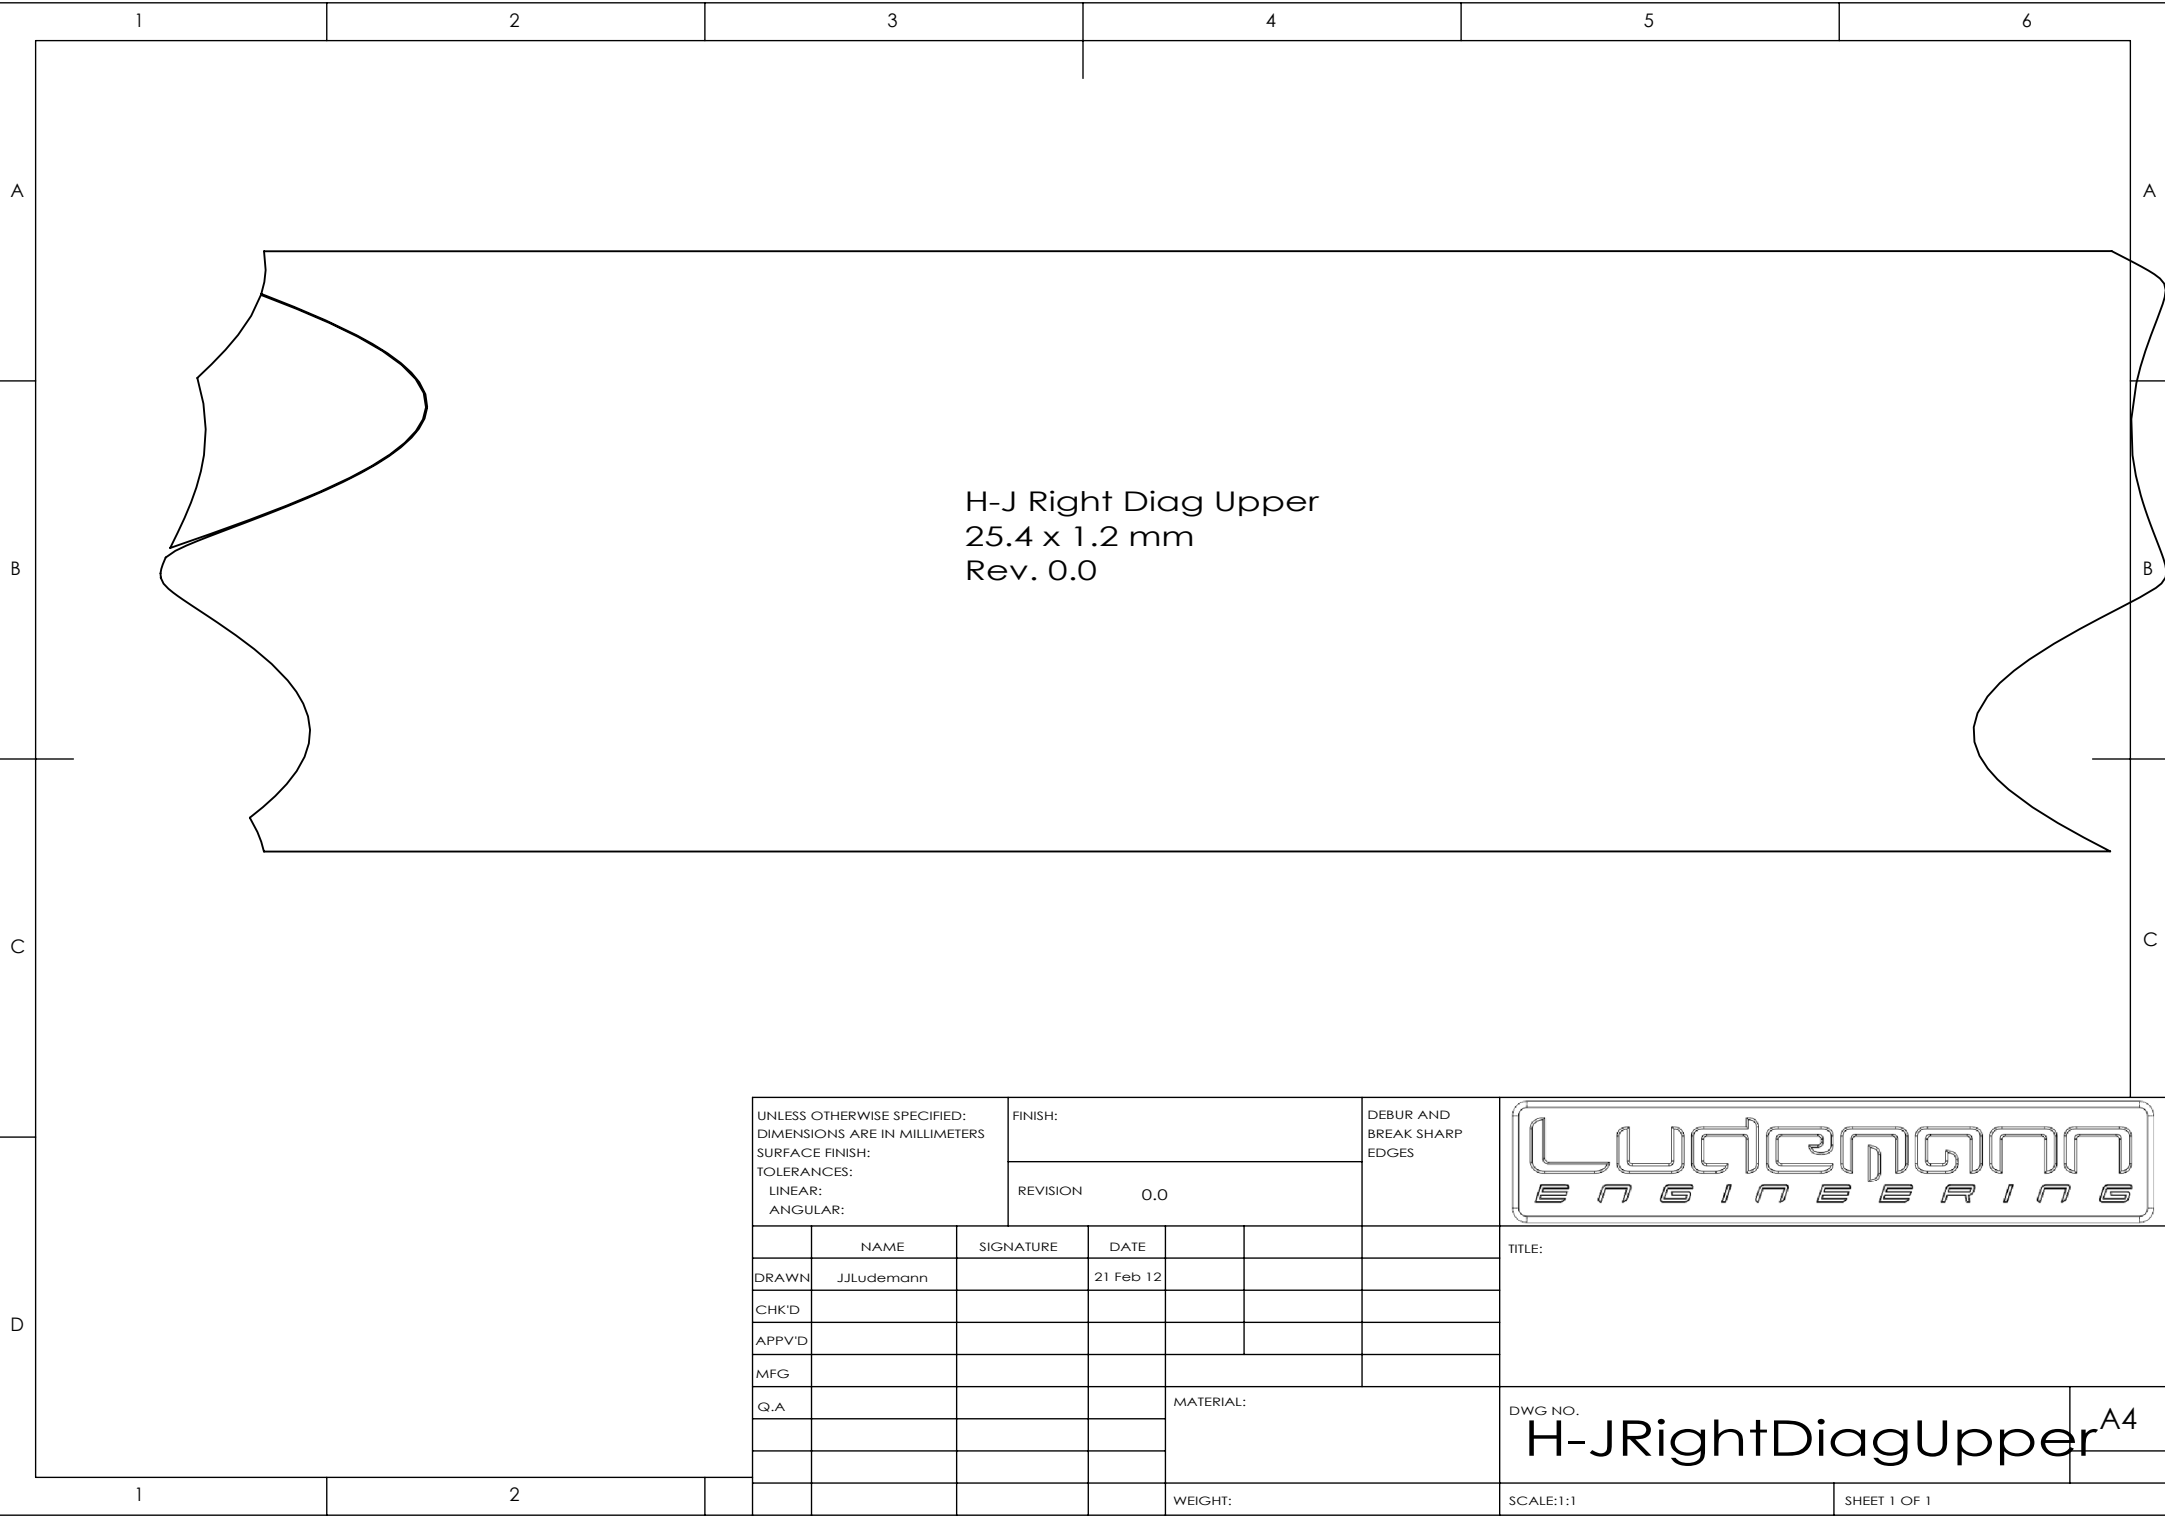 1 2 3 4 5 6
A A
H-J Right Diag Upper
25.4 x 1.2 mm
Rev. 0.0
B B
C C
D
UNLESS OTHERWISE SPECIFIED:
DIMENSIONS ARE IN MILLIMETERS
SURFACE FINISH:
TOLERANCES:
LINEAR:
ANGULAR:
FINISH:
REVISION 0.0
DEBUR AND
BREAK SHARP
EDGES
Ludemann
ENGINEERING
NAME SIGNATURE DATE
DRAWN JJLudemann 21 Feb 12
CHK'D
APPV'D
MFG
Q.A
MATERIAL:
WEIGHT:
TITLE:
DWG NO.
H-JRightDiagUpper
A4
SCALE:1:1
SHEET 1 OF 1
1 2